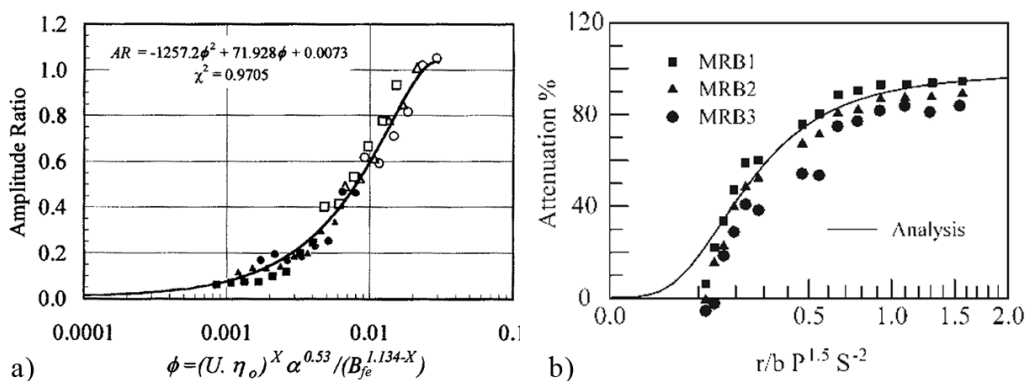 1.2
1.0
0.8
0.6
0.4
0.2
0.0
Amplitude Ratio
AR = -1257.2ϕ² + 71.928ϕ + 0.0073
χ² = 0.9705
0.0001 0.001 0.01 0.1
a) ϕ=(U. ηₒ)^X α^0.53/(B_fe^1.134-X)
120
80
40
0
Attenuation %
MRB1
MRB2
MRB3
Analysis
0.0 0.5 1.0 1.5 2.0
b) r/b P^1.5 S^-2